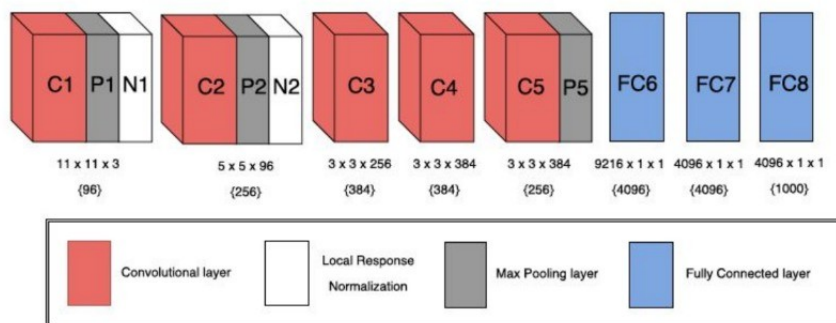 C1 P1 N1 C2 P2 N2 C3 C4 C5 P5 FC6 FC7 FC8
11 x 11 x 3 5 x 5 x 96 3 x 3 x 256 3 x 3 x 384 3 x 3 x 384 9216 x 1 x 1 4096 x 1 x 1 4096 x 1 x 1
{96} {256} {384} {384} {256} {4096} {4096} {1000}
Convolutional layer
Local Response
Normalization
Max Pooling layer
Fully Connected layer